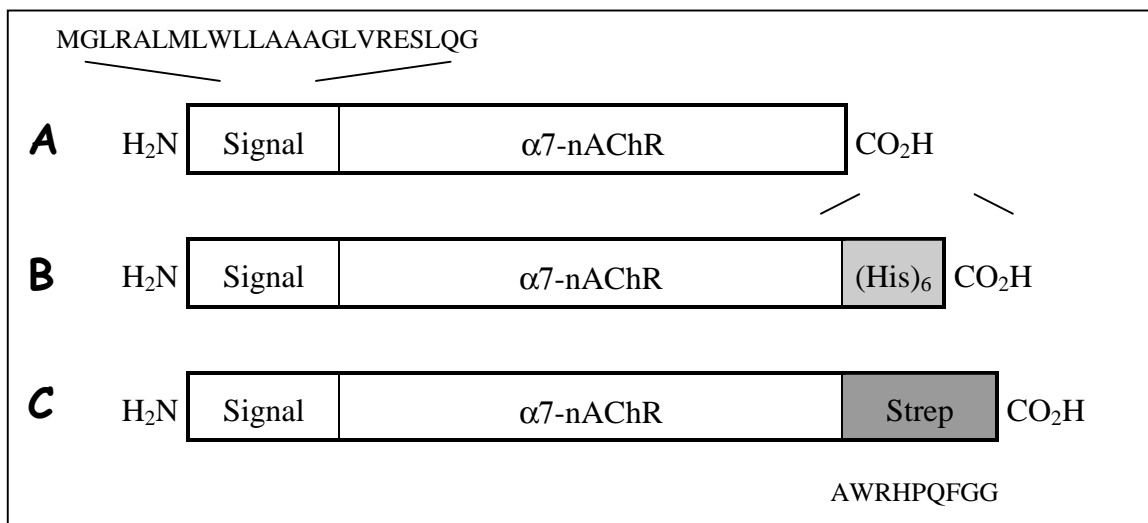 MGLRALMLWLLAAAGLVRESLQG
A H₂N Signal α7-nAChR CO₂H
B H₂N Signal α7-nAChR (His)₆ CO₂H
C H₂N Signal α7-nAChR Strep CO₂H
AWRHPQFGG